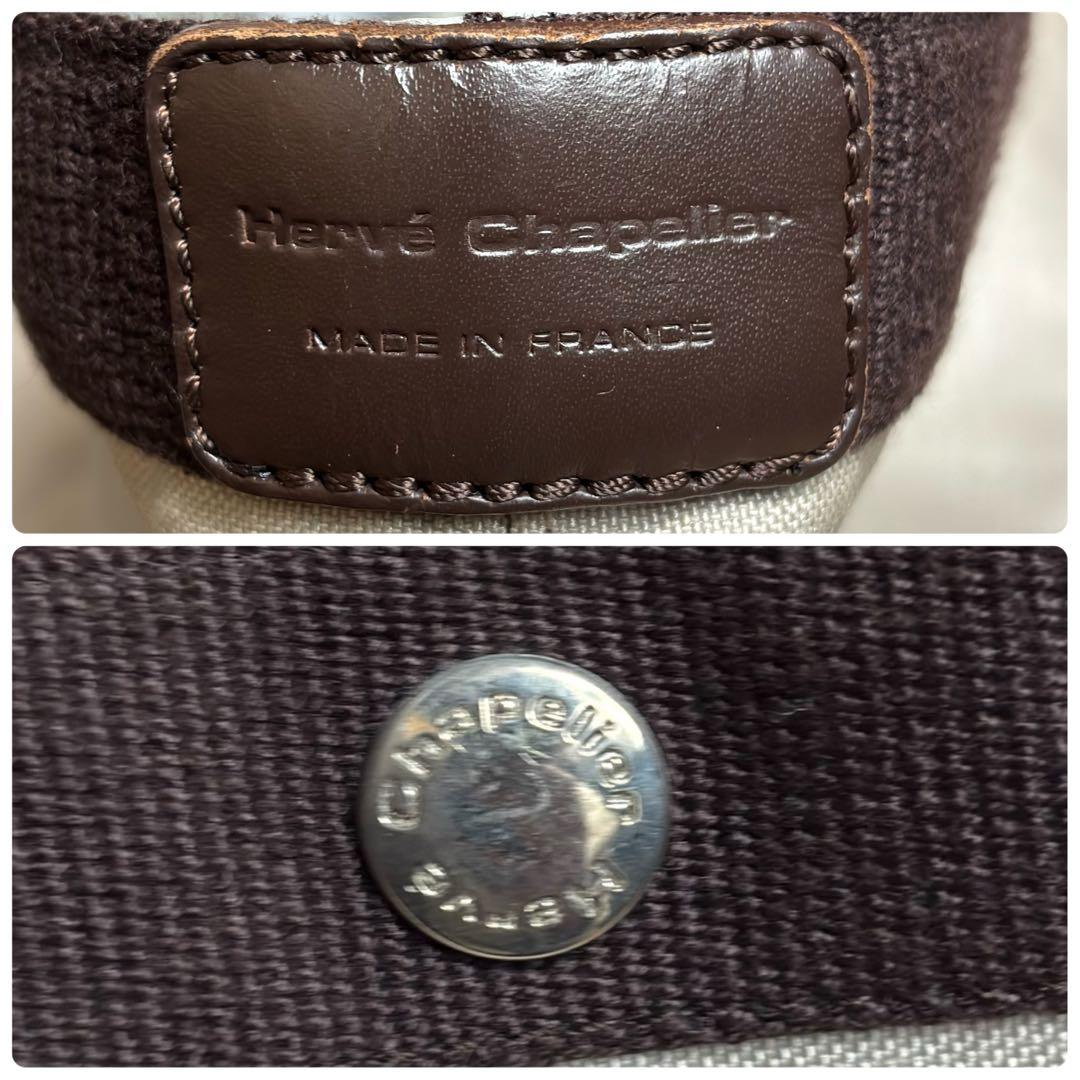 Hervé Chapelier
MADE IN FRANCE
Chapelier
Hervé